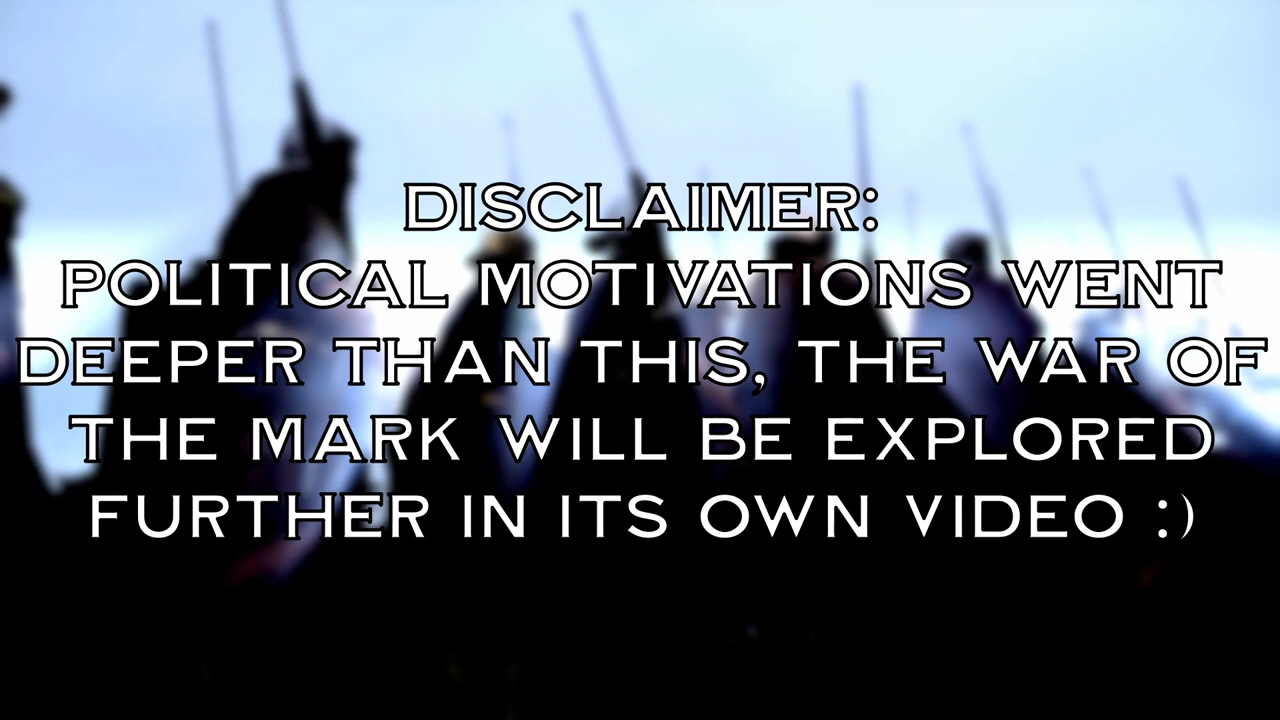 DISCLAIMER:
POLITICAL MOTIVATIONS WENT
DEEPER THAN THIS, THE WAR OF
THE MARK WILL BE EXPLORED
FURTHER IN ITS OWN VIDEO :)